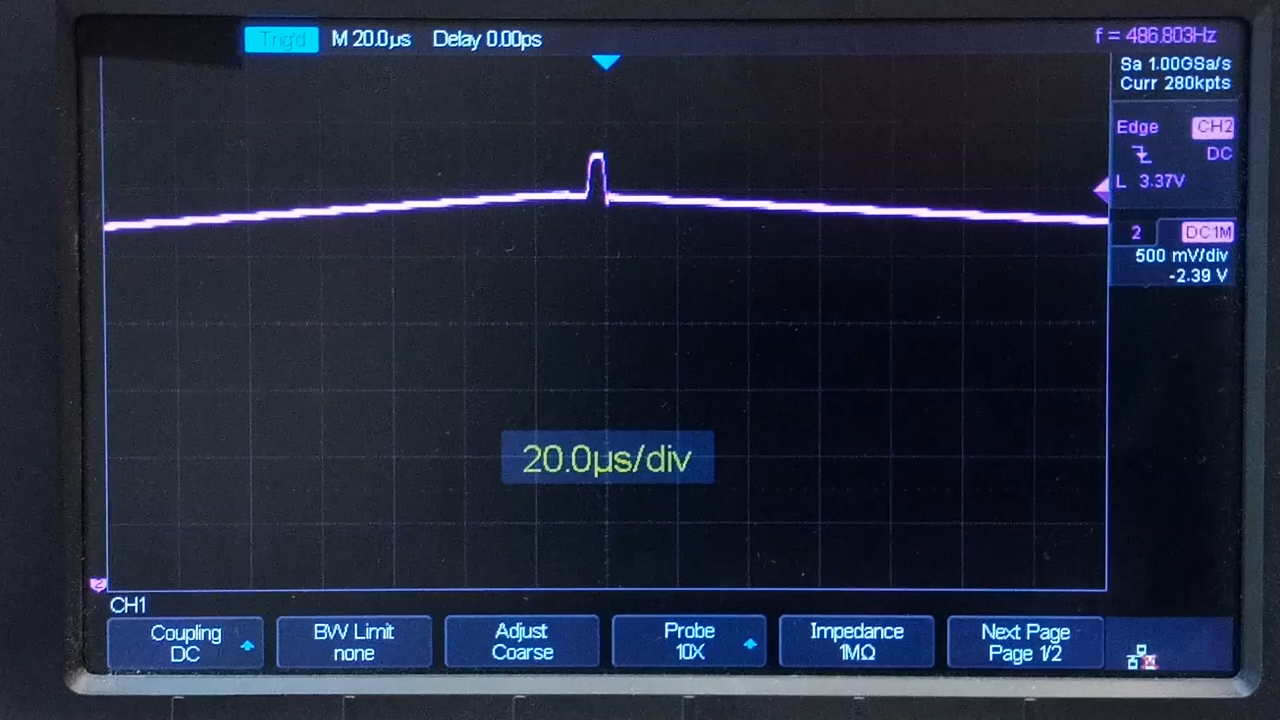 Trig'd M 20.0µs Delay 0.00ps
f = 486.803Hz
Sa 1.00GSa/s
Curr 280kpts
Edge CH2
DC
L 3.37V
2 DC1M
500 mV/div
-2.39 V
20.0µs/div
2
CH1
Coupling
DC
BW Limit
none
Adjust
Coarse
Probe
10X
Impedance
1MΩ
Next Page
Page 1/2